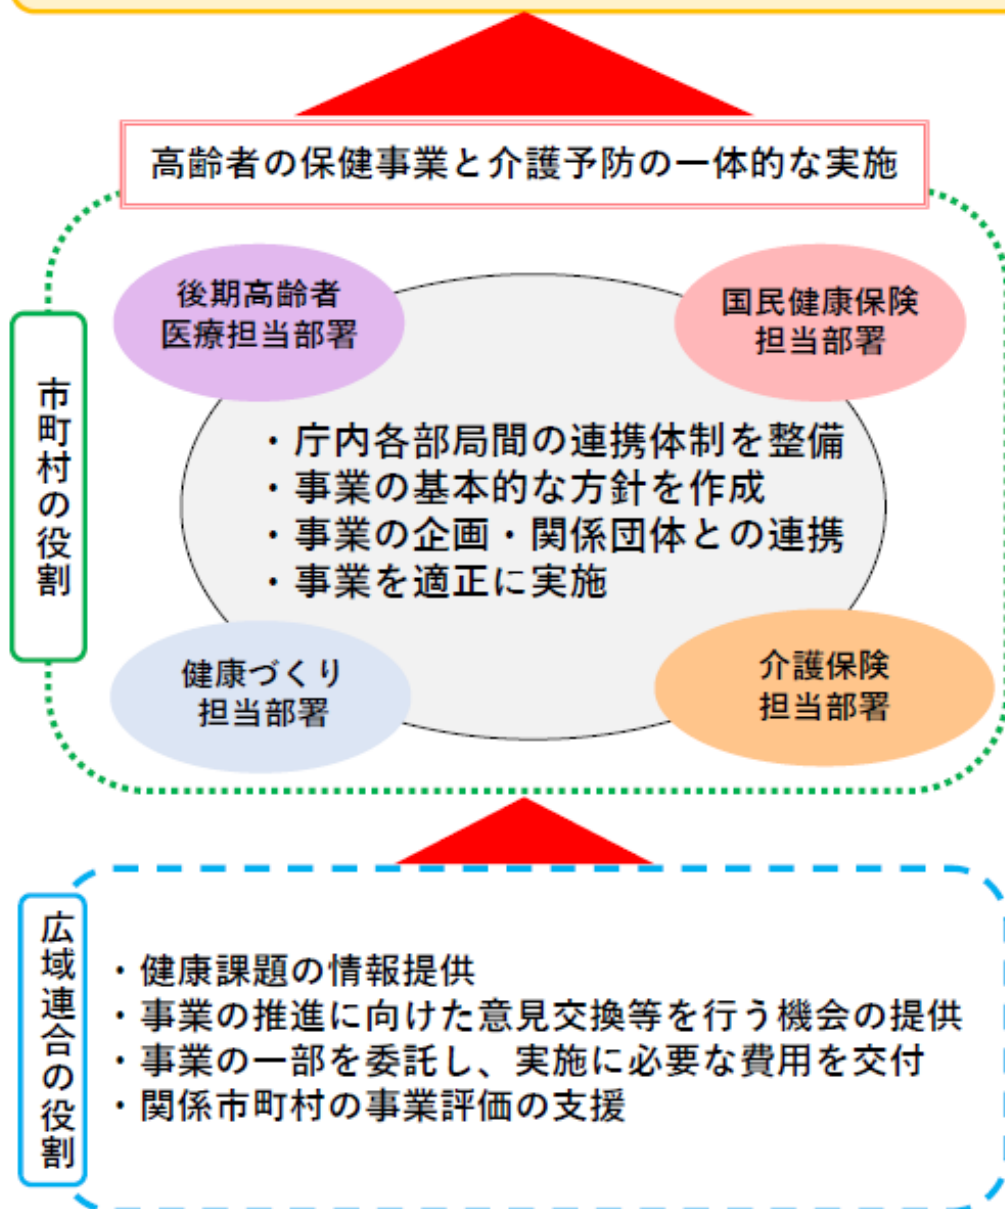 高齢者の保健事業と介護予防の一体的な実施
市町村の役割
後期高齢者
医療担当部署
国民健康保険
担当部署
・庁内各部局間の連携体制を整備
・事業の基本的な方針を作成
・事業の企画・関係団体との連携
・事業を適正に実施
健康づくり
担当部署
介護保険
担当部署
広域連合の役割
・健康課題の情報提供
・事業の推進に向けた意見交換等を行う機会の提供
・事業の一部を委託し、実施に必要な費用を交付
・関係市町村の事業評価の支援